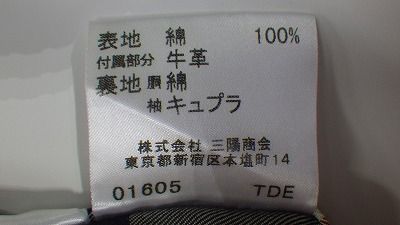 表地 綿 100%
付属部分 牛革
裏地 胴 綿
袖 キュプラ
株式会社 三陽商会
東京都新宿区本塩町14
01605 TDE